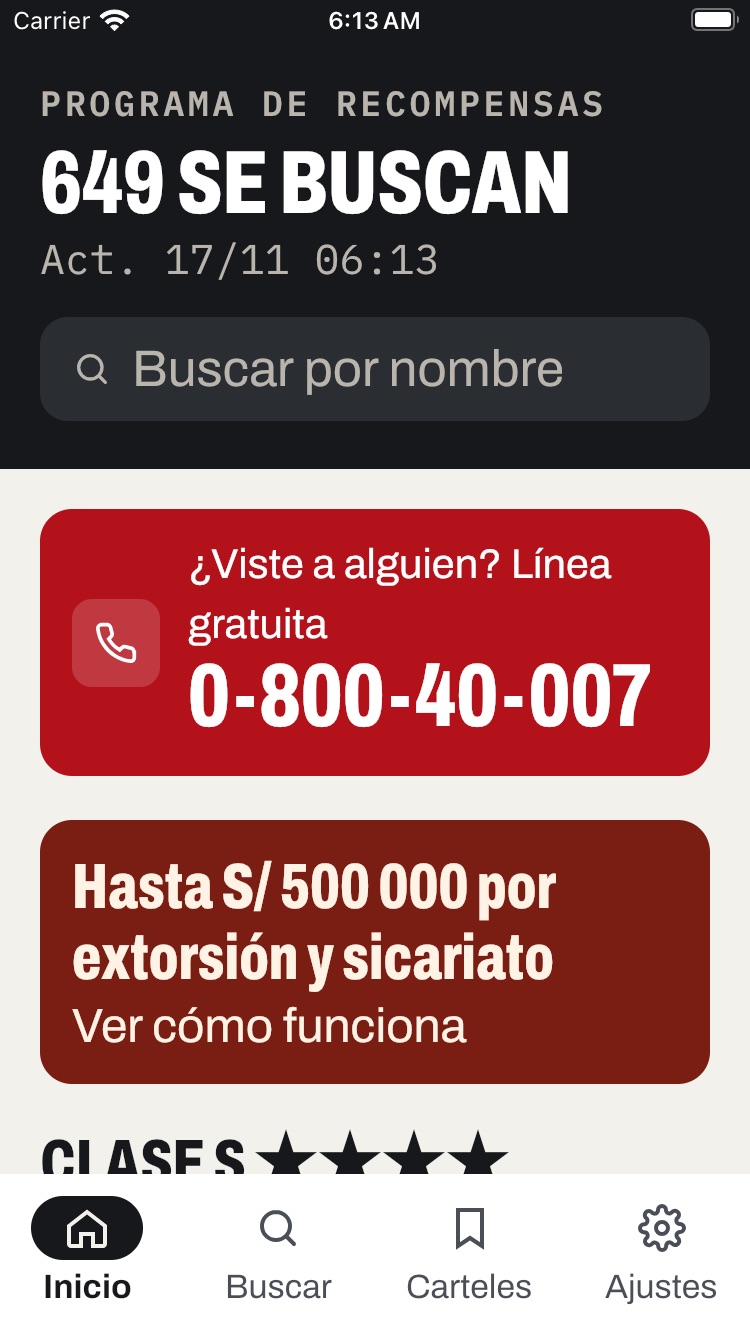 Carrier
6:13 AM
PROGRAMA DE RECOMPENSAS
649 SE BUSCAN
Act. 17/11 06:13
Buscar por nombre
¿Viste a alguien? Línea
gratuita
0-800-40-007
Hasta S/ 500 000 por
extorsión y sicariato
Ver cómo funciona
CLASE S ★★★★
Inicio
Buscar
Carteles
Ajustes